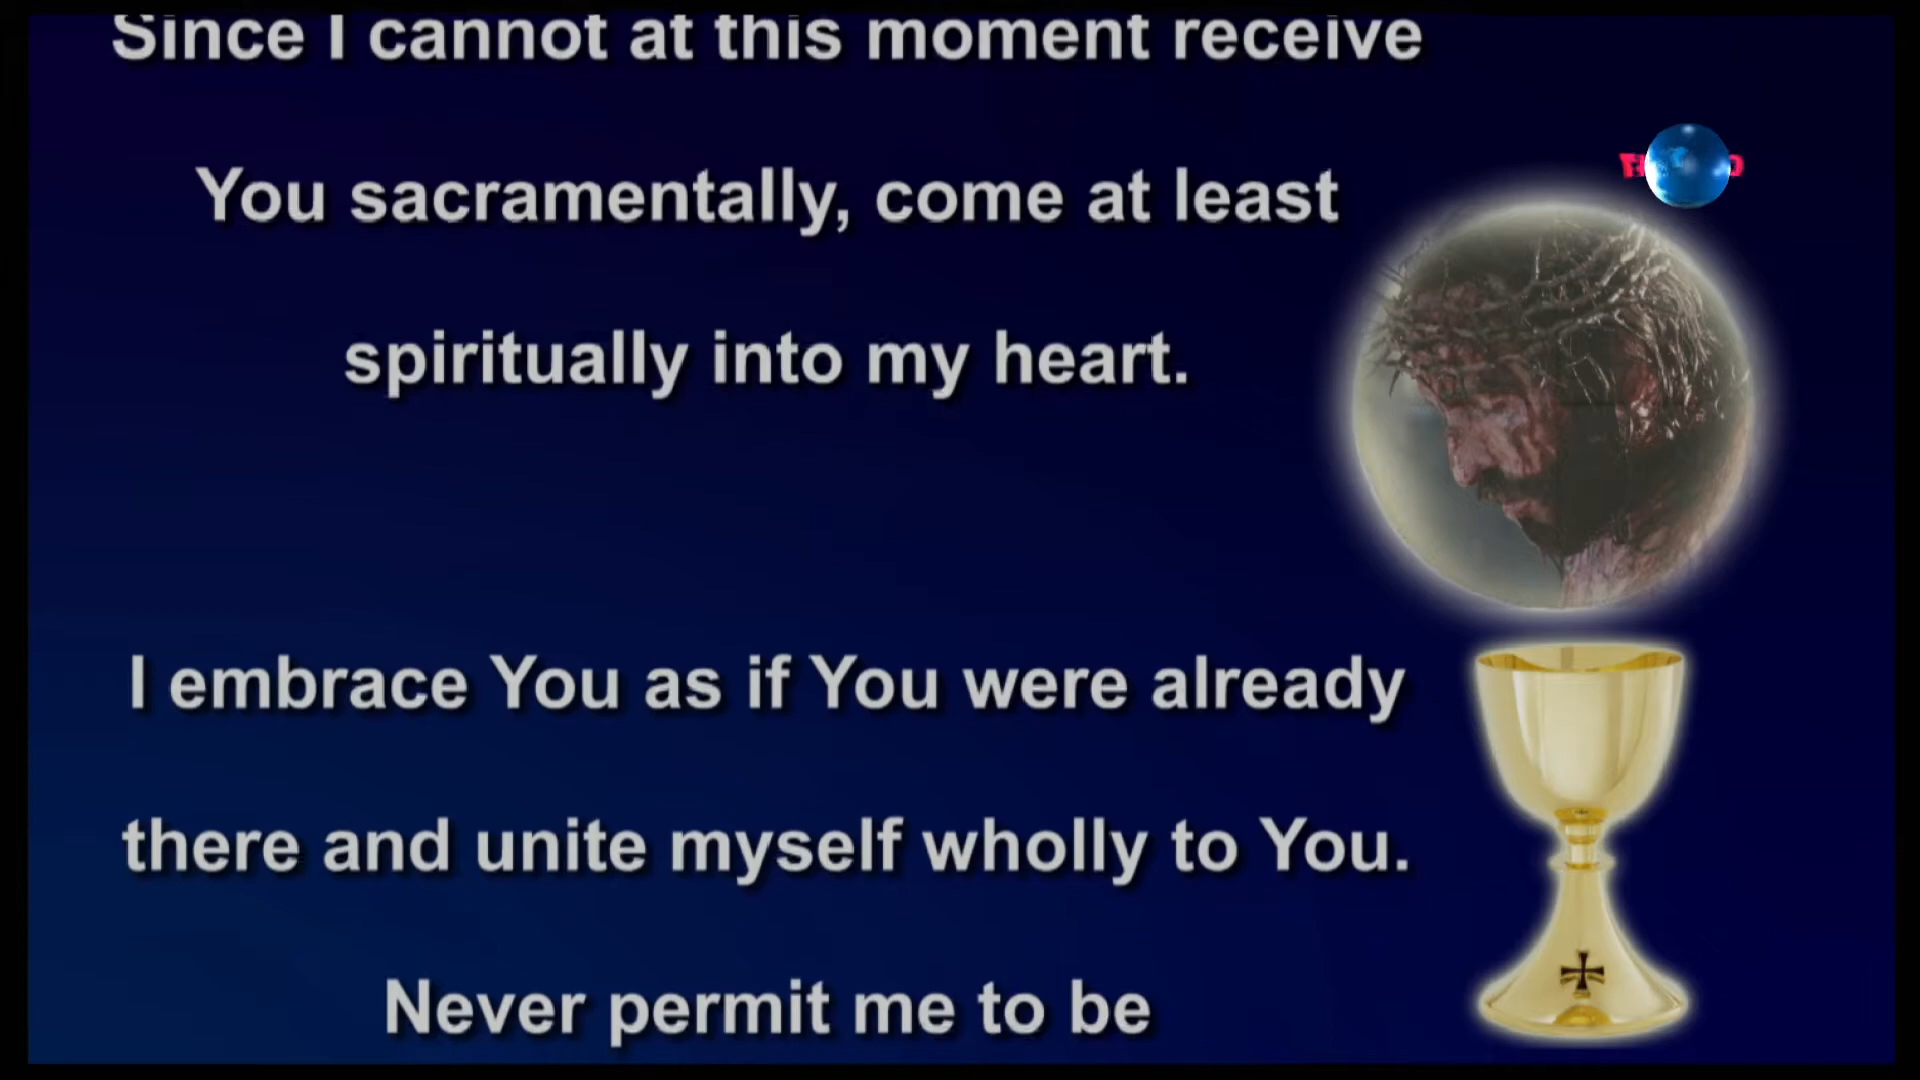 Since I cannot at this moment receive
You sacramentally, come at least
spiritually into my heart.
I embrace You as if You were already
there and unite myself wholly to You.
Never permit me to be